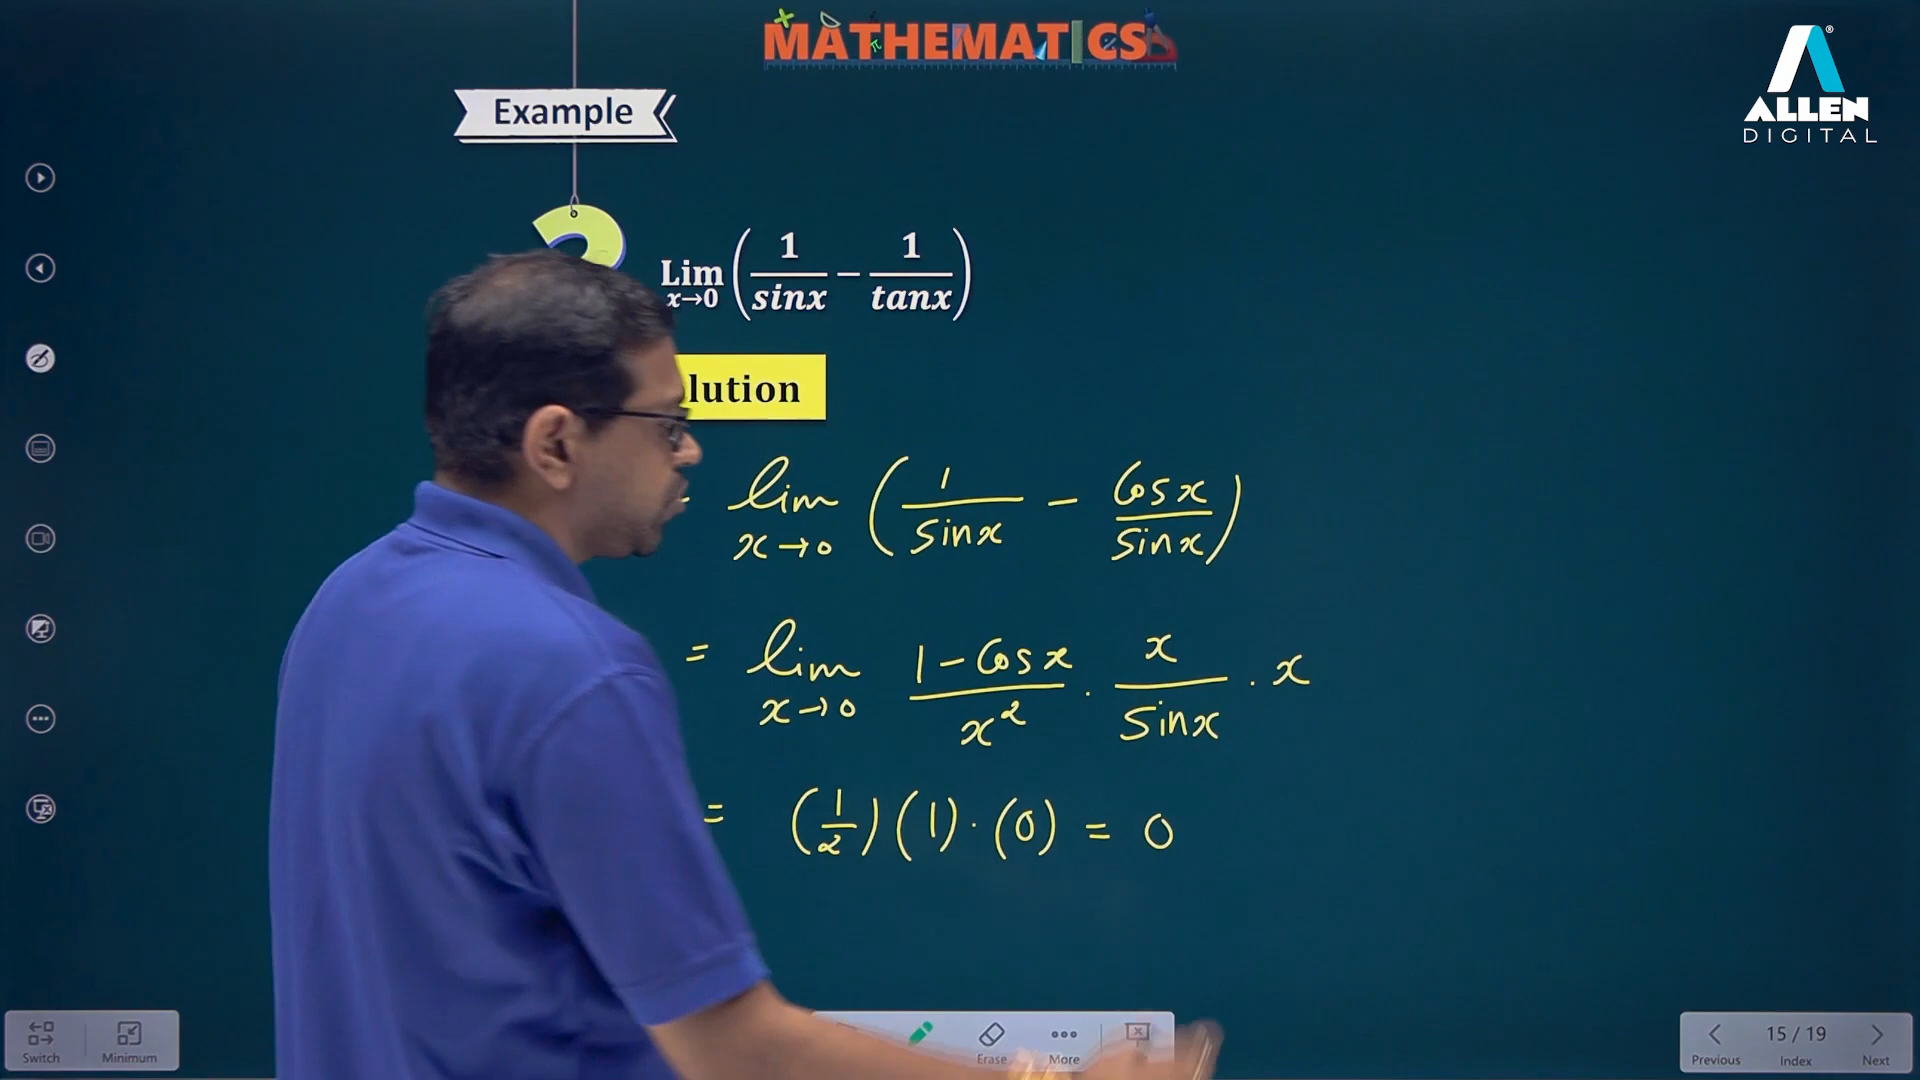 MATHEMATICS
ALLEN
DIGITAL
Example
Lim x→0 (1/sinx − 1/tanx)
lution
= lim x→0 (1/sinx − Cosx/sinx)
= lim x→0 1−Cosx/x² · x/sinx · x
= (1/2)(1)·(0) = 0
Switch
Minimum
Erase
More
15 / 19
Previous
Index
Next